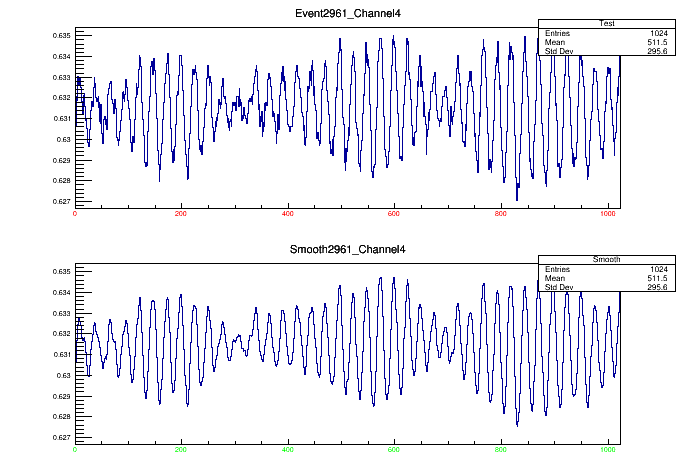 Event2961_Channel4
Test
Entries 1024
Mean 511.5
Std Dev 295.6
0.635
0.634
0.633
0.632
0.631
0.63
0.629
0.628
0.627
0 200 400 600 800 1000
Smooth2961_Channel4
Smooth
Entries 1024
Mean 511.5
Std Dev 295.6
0.635
0.634
0.633
0.632
0.631
0.63
0.629
0.628
0.627
0 200 400 600 800 1000